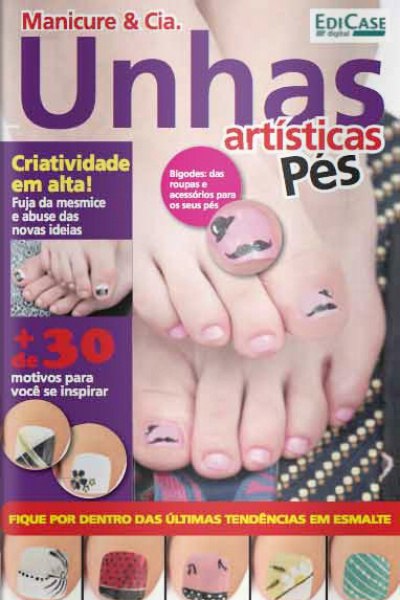 Manicure & Cia.
EDICASE
digital
Unhas
artísticas
Pés
Criatividade
em alta!
Fuja da mesmice
e abuse das
novas ideias
Bigodes: das
roupas e
acessórios para
os seus pés
+ de 30
motivos para
você se inspirar
FIQUE POR DENTRO DAS ÚLTIMAS TENDÊNCIAS EM ESMALTE